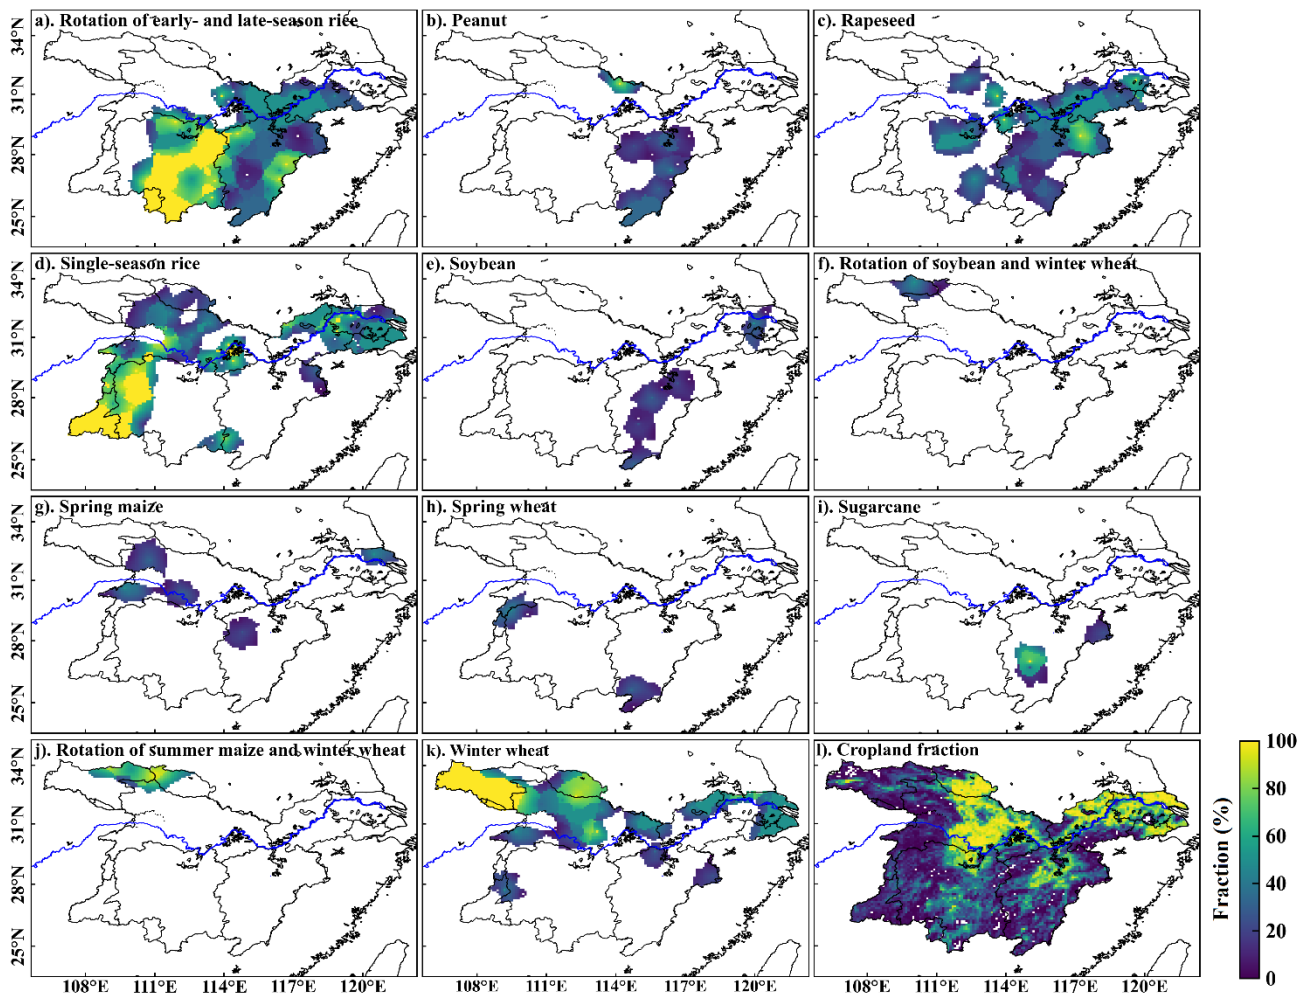 a). Rotation of early- and late-season rice
b). Peanut
c). Rapeseed
34°N
31°N
28°N
25°N
d). Single-season rice
e). Soybean
f). Rotation of soybean and winter wheat
34°N
31°N
28°N
25°N
g). Spring maize
h). Spring wheat
i). Sugarcane
34°N
31°N
28°N
25°N
j). Rotation of summer maize and winter wheat
k). Winter wheat
l). Cropland fraction
34°N
31°N
28°N
25°N
108°E 111°E 114°E 117°E 120°E
108°E 111°E 114°E 117°E 120°E
108°E 111°E 114°E 117°E 120°E
100
80
60
40
20
0
Fraction (%)